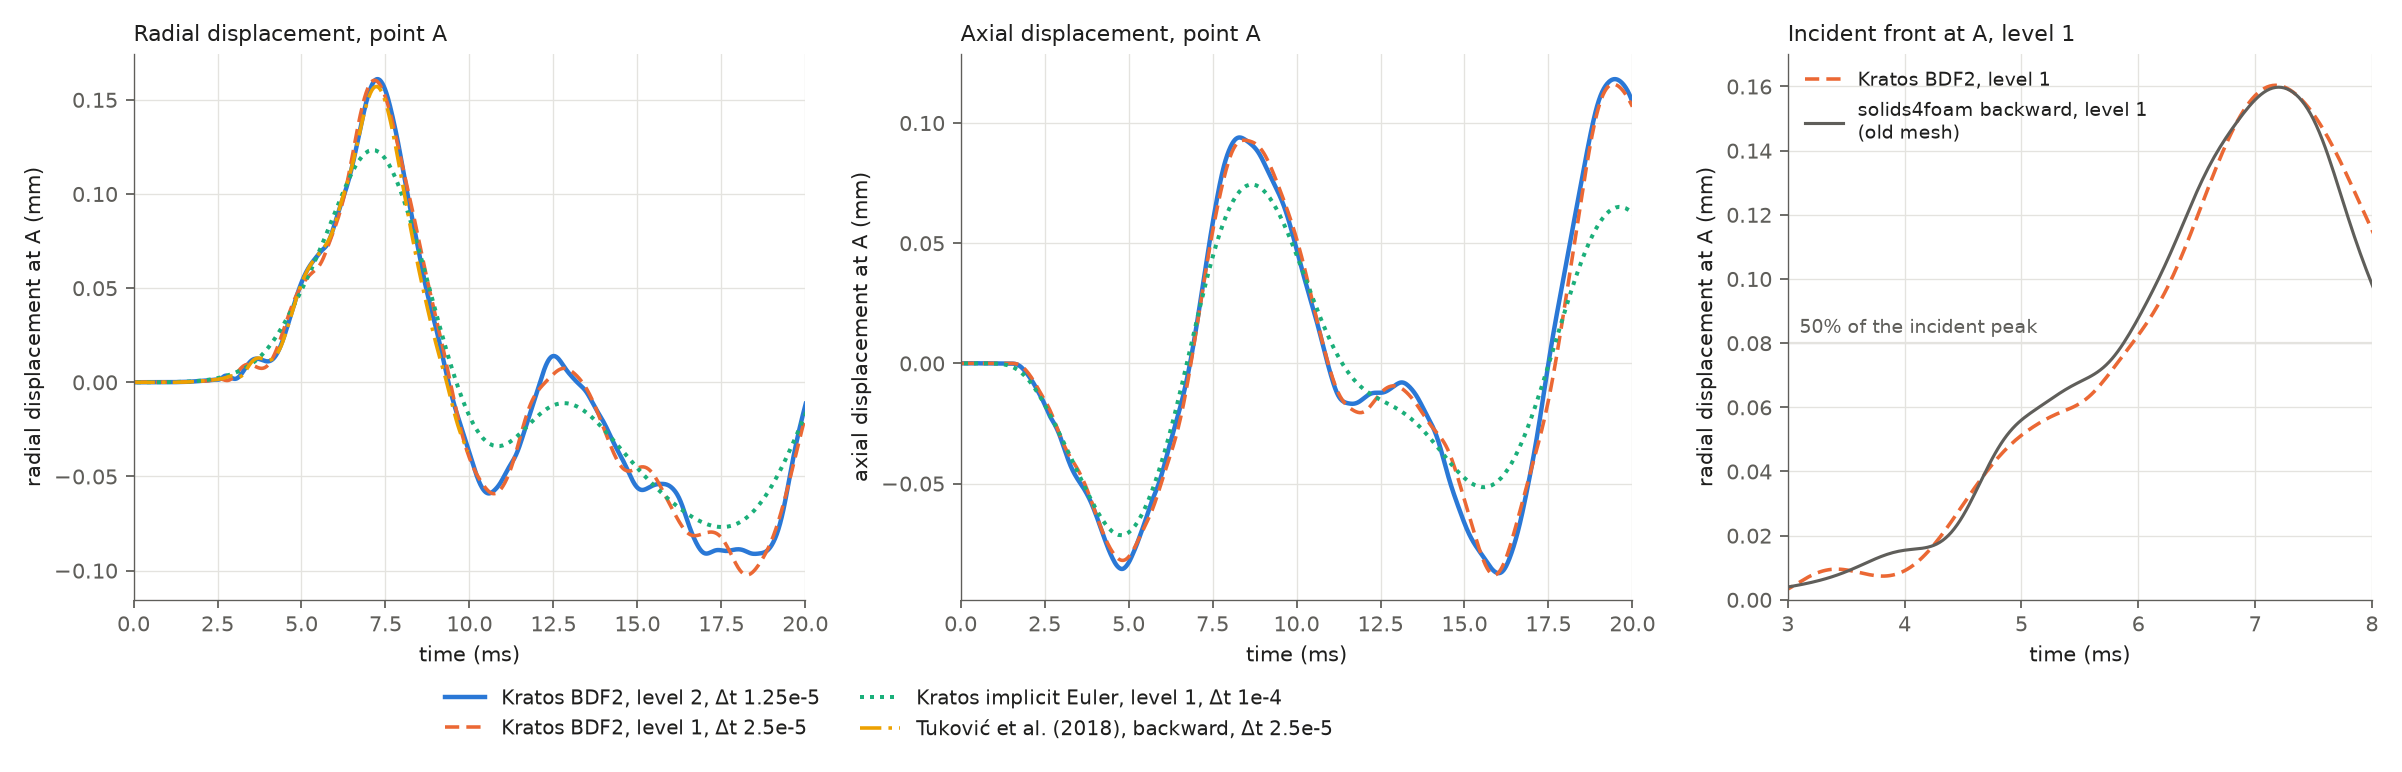 Radial displacement, point A
radial displacement at A (mm)
0.15
0.10
0.05
0.00
−0.05
−0.10
0.0 2.5 5.0 7.5 10.0 12.5 15.0 17.5 20.0
time (ms)
Axial displacement, point A
axial displacement at A (mm)
0.10
0.05
0.00
−0.05
0.0 2.5 5.0 7.5 10.0 12.5 15.0 17.5 20.0
time (ms)
Incident front at A, level 1
radial displacement at A (mm)
Kratos BDF2, level 1
solids4foam backward, level 1
(old mesh)
50% of the incident peak
0.16
0.14
0.12
0.10
0.08
0.06
0.04
0.02
0.00
3 4 5 6 7 8
time (ms)
Kratos BDF2, level 2, Δt 1.25e-5
Kratos BDF2, level 1, Δt 2.5e-5
Kratos implicit Euler, level 1, Δt 1e-4
Tuković et al. (2018), backward, Δt 2.5e-5